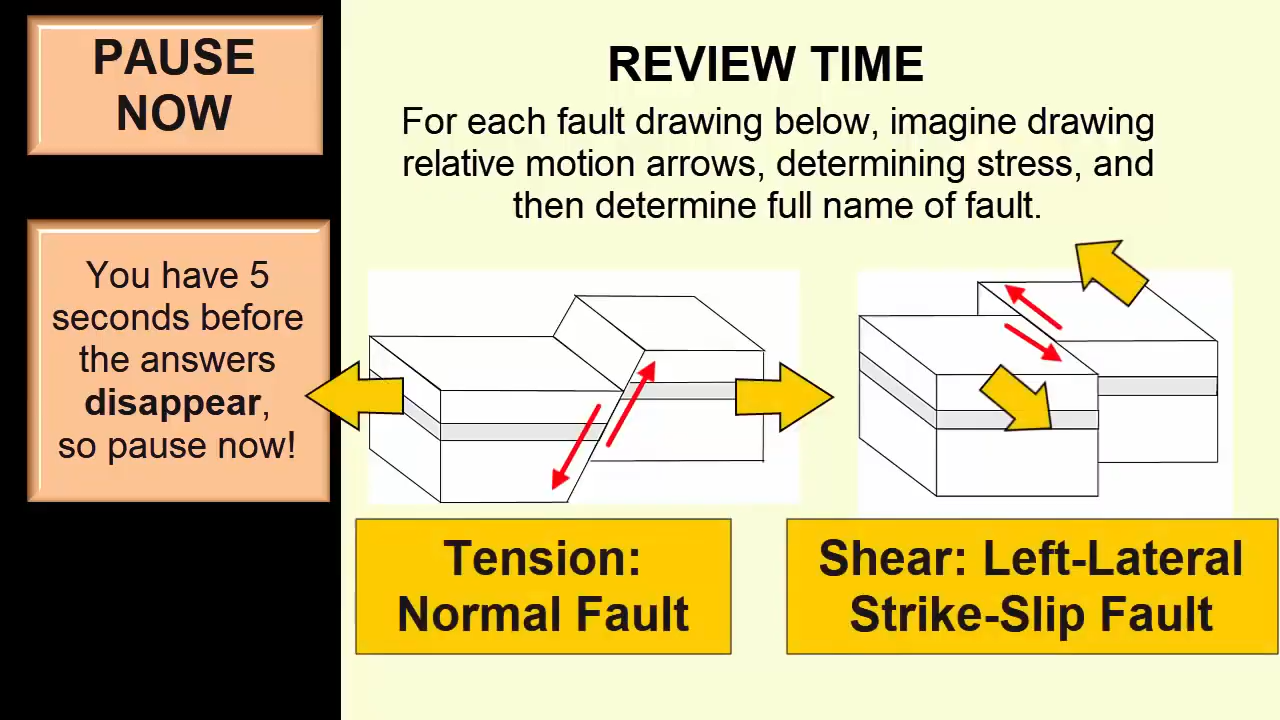 PAUSE
NOW
You have 5
seconds before
the answers
disappear,
so pause now!
REVIEW TIME
For each fault drawing below, imagine drawing
relative motion arrows, determining stress, and
then determine full name of fault.
Tension:
Normal Fault
Shear: Left-Lateral
Strike-Slip Fault